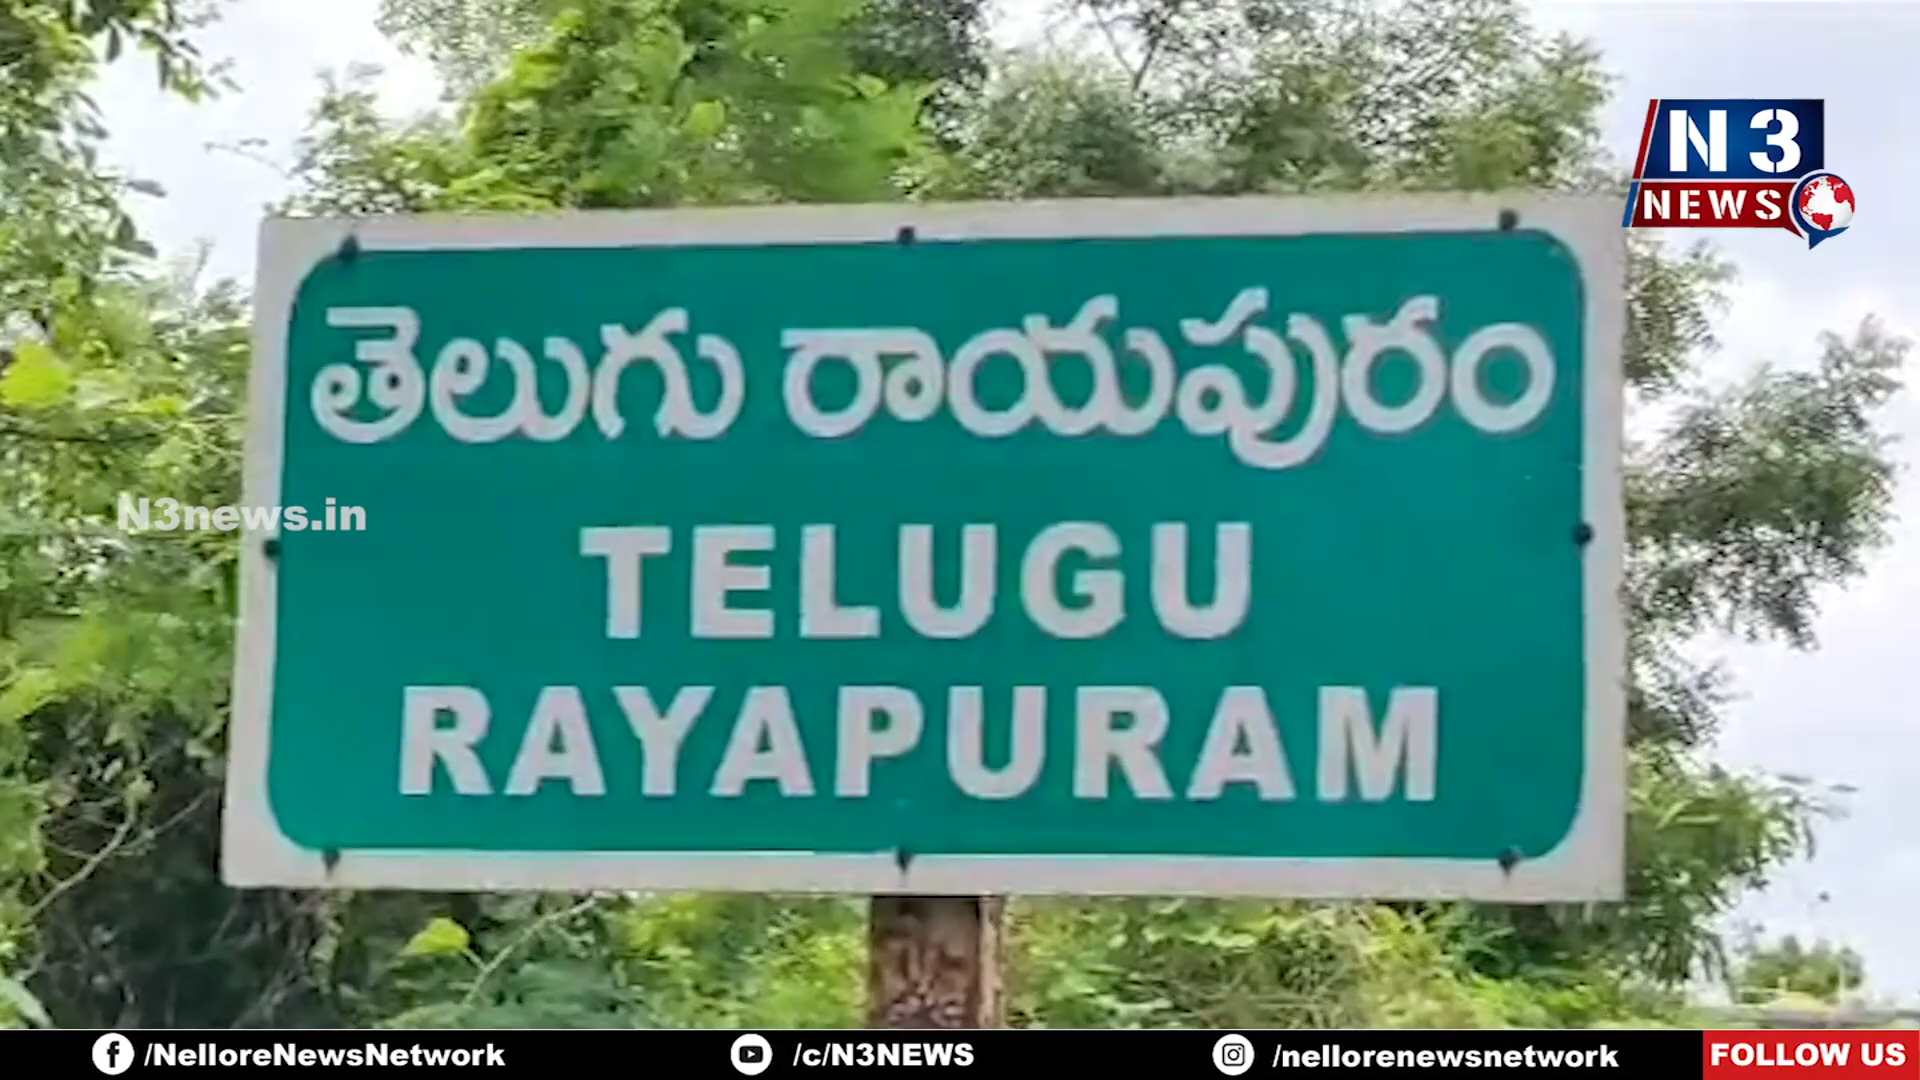 N 3
NEWS
తెలుగు రాయపురం
N3news.in
TELUGU
RAYAPURAM
/NelloreNewsNetwork
/c/N3NEWS
/nellorenewsnetwork
FOLLOW US